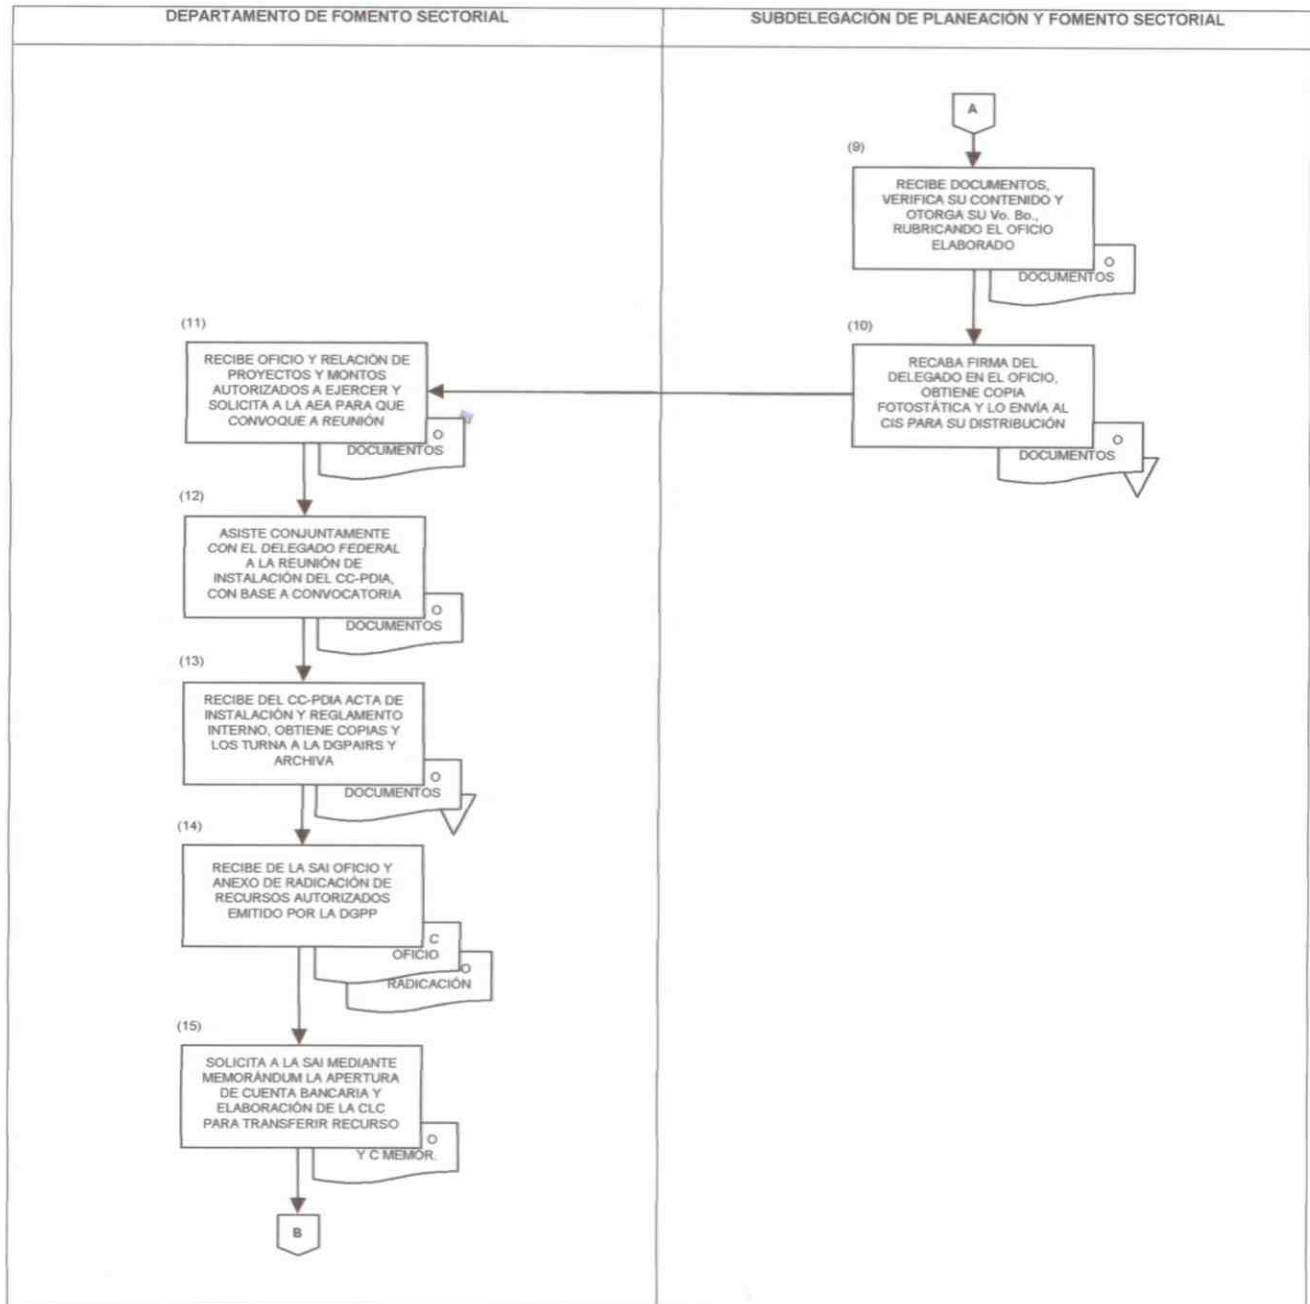 DEPARTAMENTO DE FOMENTO SECTORIAL
SUBDELEGACIÓN DE PLANEACIÓN Y FOMENTO SECTORIAL
A
(9)
RECIBE DOCUMENTOS,
VERIFICA SU CONTENIDO Y
OTORGA SU Vo. Bo.,
RUBRICANDO EL OFICIO
ELABORADO
O
DOCUMENTOS
(10)
RECABA FIRMA DEL
DELEGADO EN EL OFICIO,
OBTIENE COPIA
FOTOSTÁTICA Y LO ENVÍA AL
CIS PARA SU DISTRIBUCIÓN
O
DOCUMENTOS
(11)
RECIBE OFICIO Y RELACIÓN DE
PROYECTOS Y MONTOS
AUTORIZADOS A EJERCER Y
SOLICITA A LA AEA PARA QUE
CONVOQUE A REUNIÓN
O
DOCUMENTOS
(12)
ASISTE CONJUNTAMENTE
CON EL DELEGADO FEDERAL
A LA REUNIÓN DE
INSTALACIÓN DEL CC-PDIA,
CON BASE A CONVOCATORIA
O
DOCUMENTOS
(13)
RECIBE DEL CC-PDIA ACTA DE
INSTALACIÓN Y REGLAMENTO
INTERNO, OBTIENE COPIAS Y
LOS TURNA A LA DGPAIRS Y
ARCHIVA
O
DOCUMENTOS
(14)
RECIBE DE LA SAI OFICIO Y
ANEXO DE RADICACIÓN DE
RECURSOS AUTORIZADOS
EMITIDO POR LA DGPP
C
OFICIO
O
RADICACIÓN
(15)
SOLICITA A LA SAI MEDIANTE
MEMORÁNDUM LA APERTURA
DE CUENTA BANCARIA Y
ELABORACIÓN DE LA CLC
PARA TRANSFERIR RECURSO
O
Y C MEMOR.
B